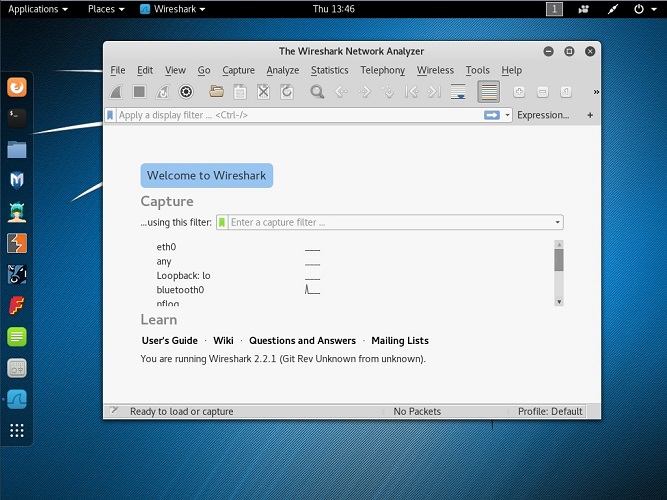 Applications Places Wireshark Thu 13:46 1
The Wireshark Network Analyzer
File Edit View Go Capture Analyze Statistics Telephony Wireless Tools Help
Apply a display filter ... <Ctrl-/> Expression... +
Welcome to Wireshark
Capture
...using this filter: Enter a capture filter ...
eth0
any
Loopback: lo
bluetooth0
nflog
Learn
User's Guide · Wiki · Questions and Answers · Mailing Lists
You are running Wireshark 2.2.1 (Git Rev Unknown from unknown).
Ready to load or capture No Packets Profile: Default